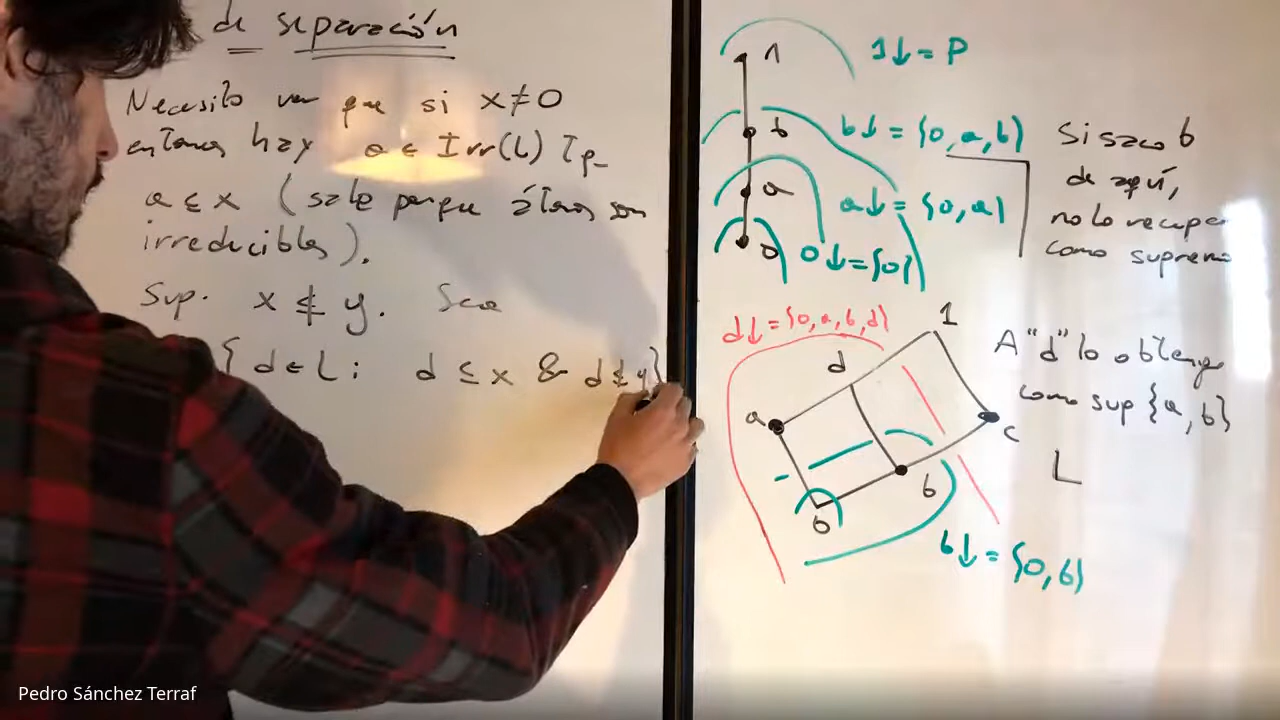 de separación
Necesito ver que si x≠0
entonces hay a ∈ Irr(L) Tq
a ≤ x (sale porque átomos son
irreducibles).
Sup. x ≰ y. Sea
{ d ∈ L : d ≤ x & d ≰ y}
1
1↓ = P
b
b↓ = {0, a, b}
a
a↓ = {0, a}
0
0↓ = {0}
Si saco b
de aquí,
no lo recupero
como supremo
d↓ = {0, a, b, d}
1
d
a
c
b
0
b↓ = {0, b}
A "d" lo obtengo
como sup {a, b}
L
Pedro Sánchez Terraf